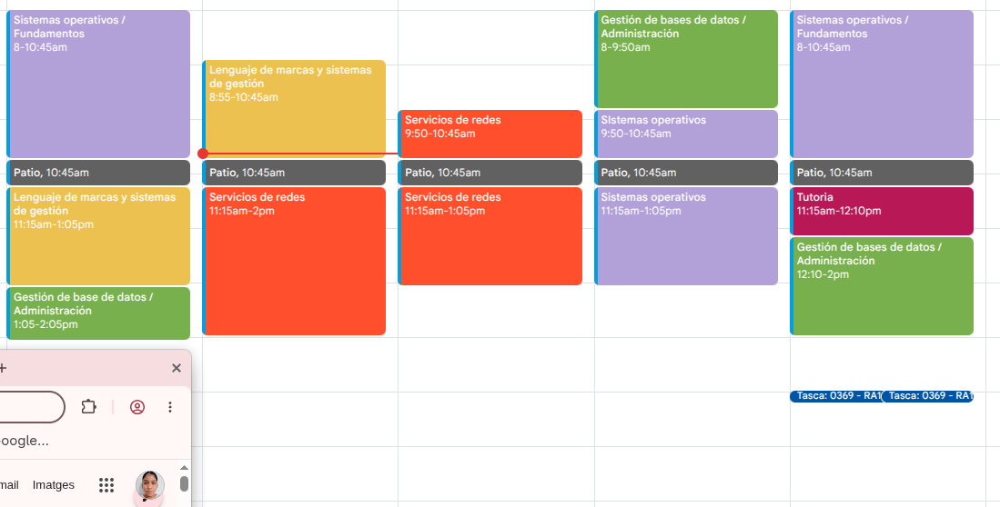 Sistemas operativos /
Fundamentos
8-10:45am
Patio, 10:45am
Lenguaje de marcas y sistemas
de gestión
11:15am-1:05pm
Gestión de base de datos /
Administración
1:05-2:05pm
Lenguaje de marcas y sistemas
de gestión
8:55-10:45am
Patio, 10:45am
Servicios de redes
11:15am-2pm
Servicios de redes
9:50-10:45am
Patio, 10:45am
Servicios de redes
11:15am-1:05pm
Gestión de bases de datos /
Administración
8-9:50am
SIstemas operativos
9:50-10:45am
Patio, 10:45am
Sistemas operativos
11:15am-1:05pm
Sistemas operativos /
Fundamentos
8-10:45am
Patio, 10:45am
Tutoria
11:15am-12:10pm
Gestión de bases de datos /
Administración
12:10-2pm
Tasca: 0369 - RA1
Tasca: 0369 - RA1
oogle...
mail Imatges